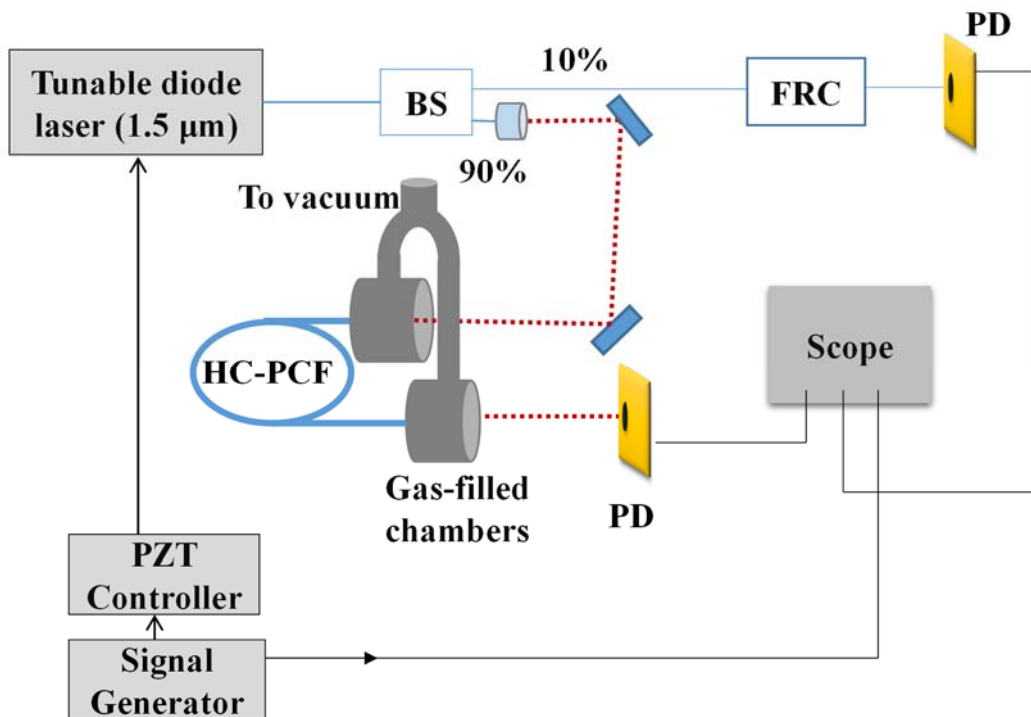 Tunable diode
laser (1.5 μm)
BS
10%
90%
FRC
PD
To vacuum
HC-PCF
Gas-filled
chambers
PD
Scope
PZT
Controller
Signal
Generator